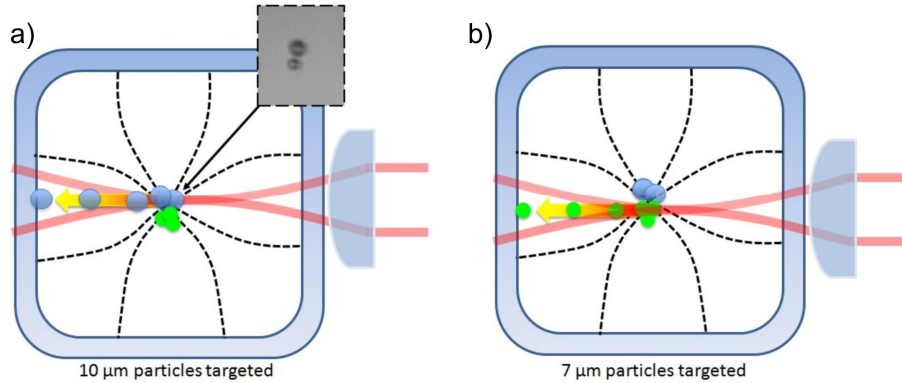 a)
b)
10 µm particles targeted
7 µm particles targeted